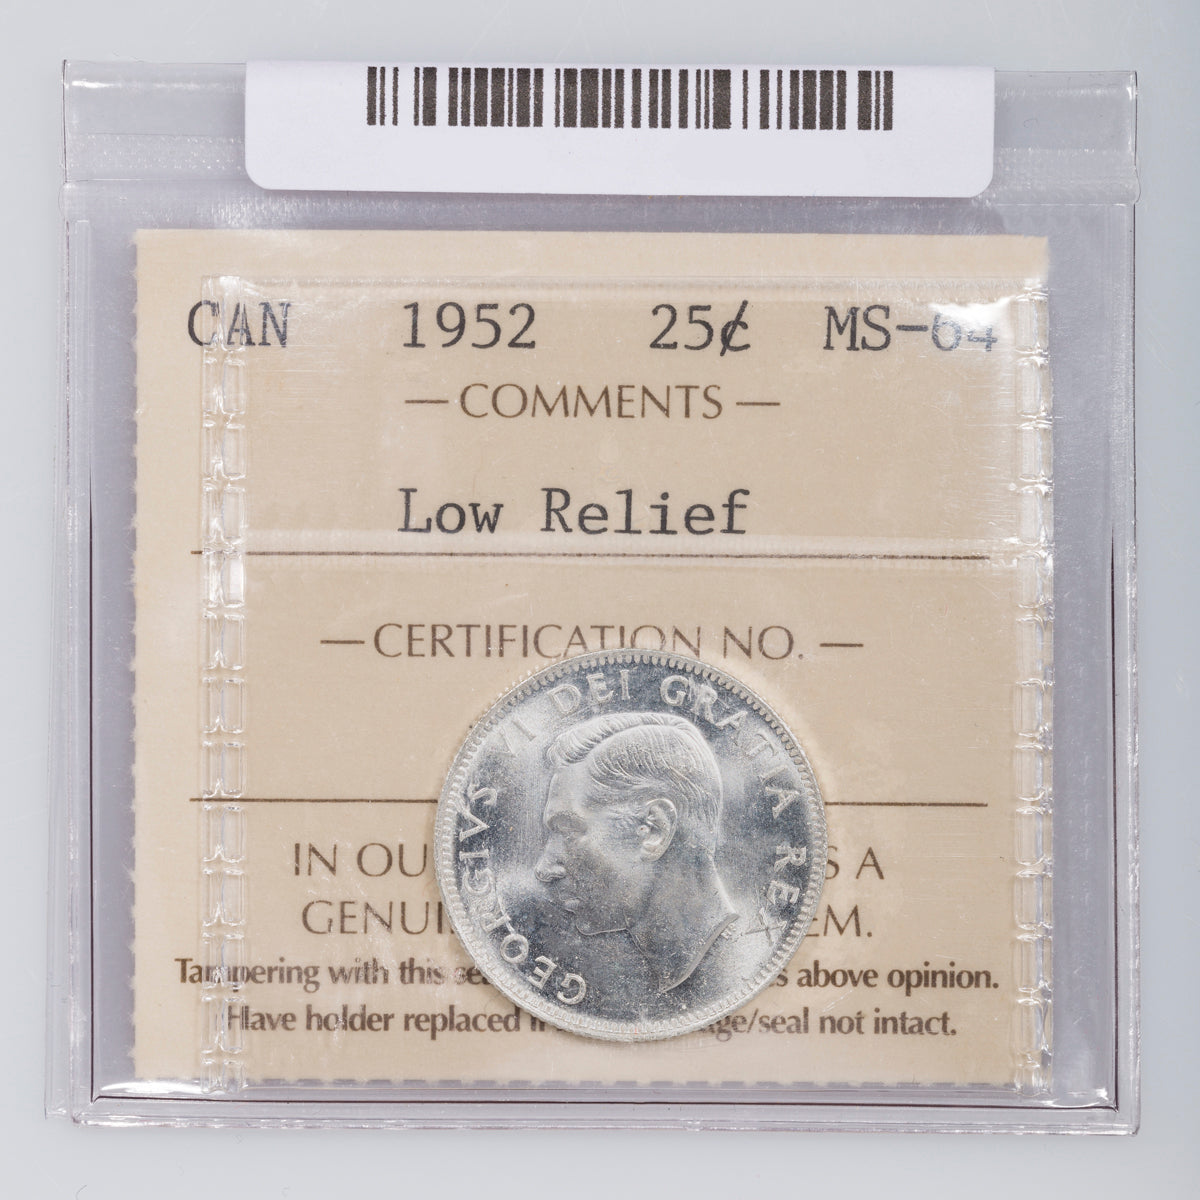 CAN 1952 25¢ MS-64
— COMMENTS —
Low Relief
— CERTIFICATION NO. —
GEORGIVS VI DEI GRATIA REX
IN OU S A
GENUI EM.
Tampering with this se s above opinion.
Have holder replaced i ge/seal not intact.